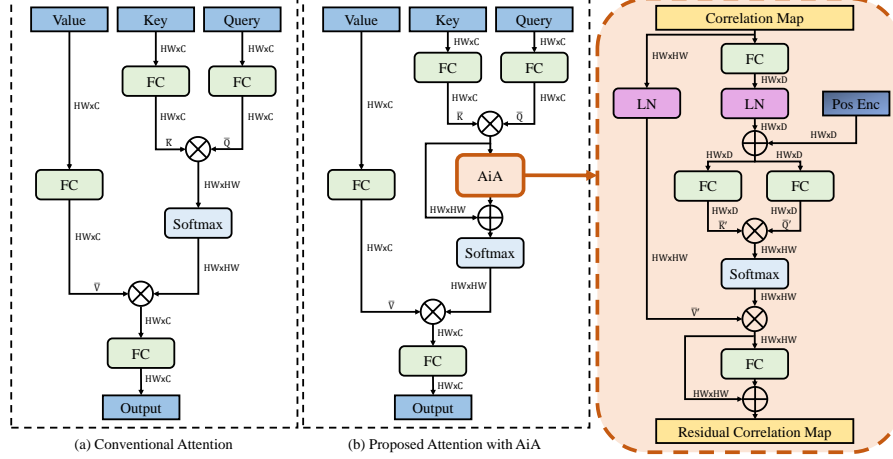 Value Key Query
HWxC HWxC
FC FC
HWxC HWxC HWxC
K̅ Q̅
FC
HWxHW
Softmax
HWxC HWxHW
V̅
HWxC
FC
HWxC
Output
(a) Conventional Attention
Value Key Query
HWxC HWxC
FC FC
HWxC HWxC
K̅ Q̅
AiA
FC
HWxHW
Softmax
HWxC
HWxHW
V̅
HWxC
FC
HWxC
Output
(b) Proposed Attention with AiA
Correlation Map
HWxHW
FC
HWxD
LN LN Pos Enc
HWxD HWxD
HWxD HWxD
FC FC
HWxD HWxD
K̅′ Q̅′
HWxHW HWxHW
Softmax
HWxHW
V̅′
HWxHW
FC
HWxHW
Residual Correlation Map